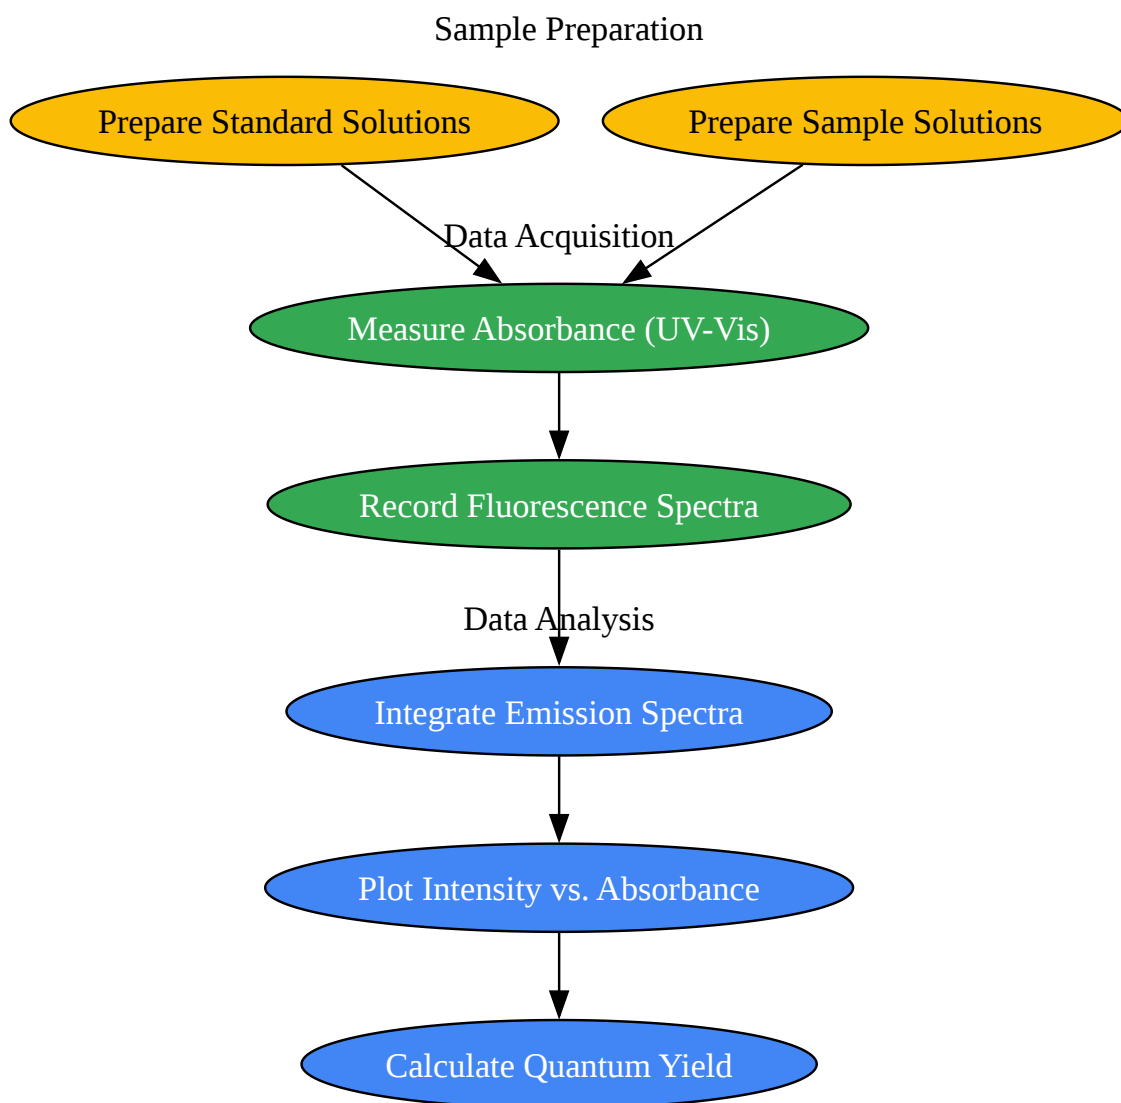 Sample Preparation
Prepare Standard Solutions
Prepare Sample Solutions
Data Acquisition
Measure Absorbance (UV-Vis)
Record Fluorescence Spectra
Data Analysis
Integrate Emission Spectra
Plot Intensity vs. Absorbance
Calculate Quantum Yield